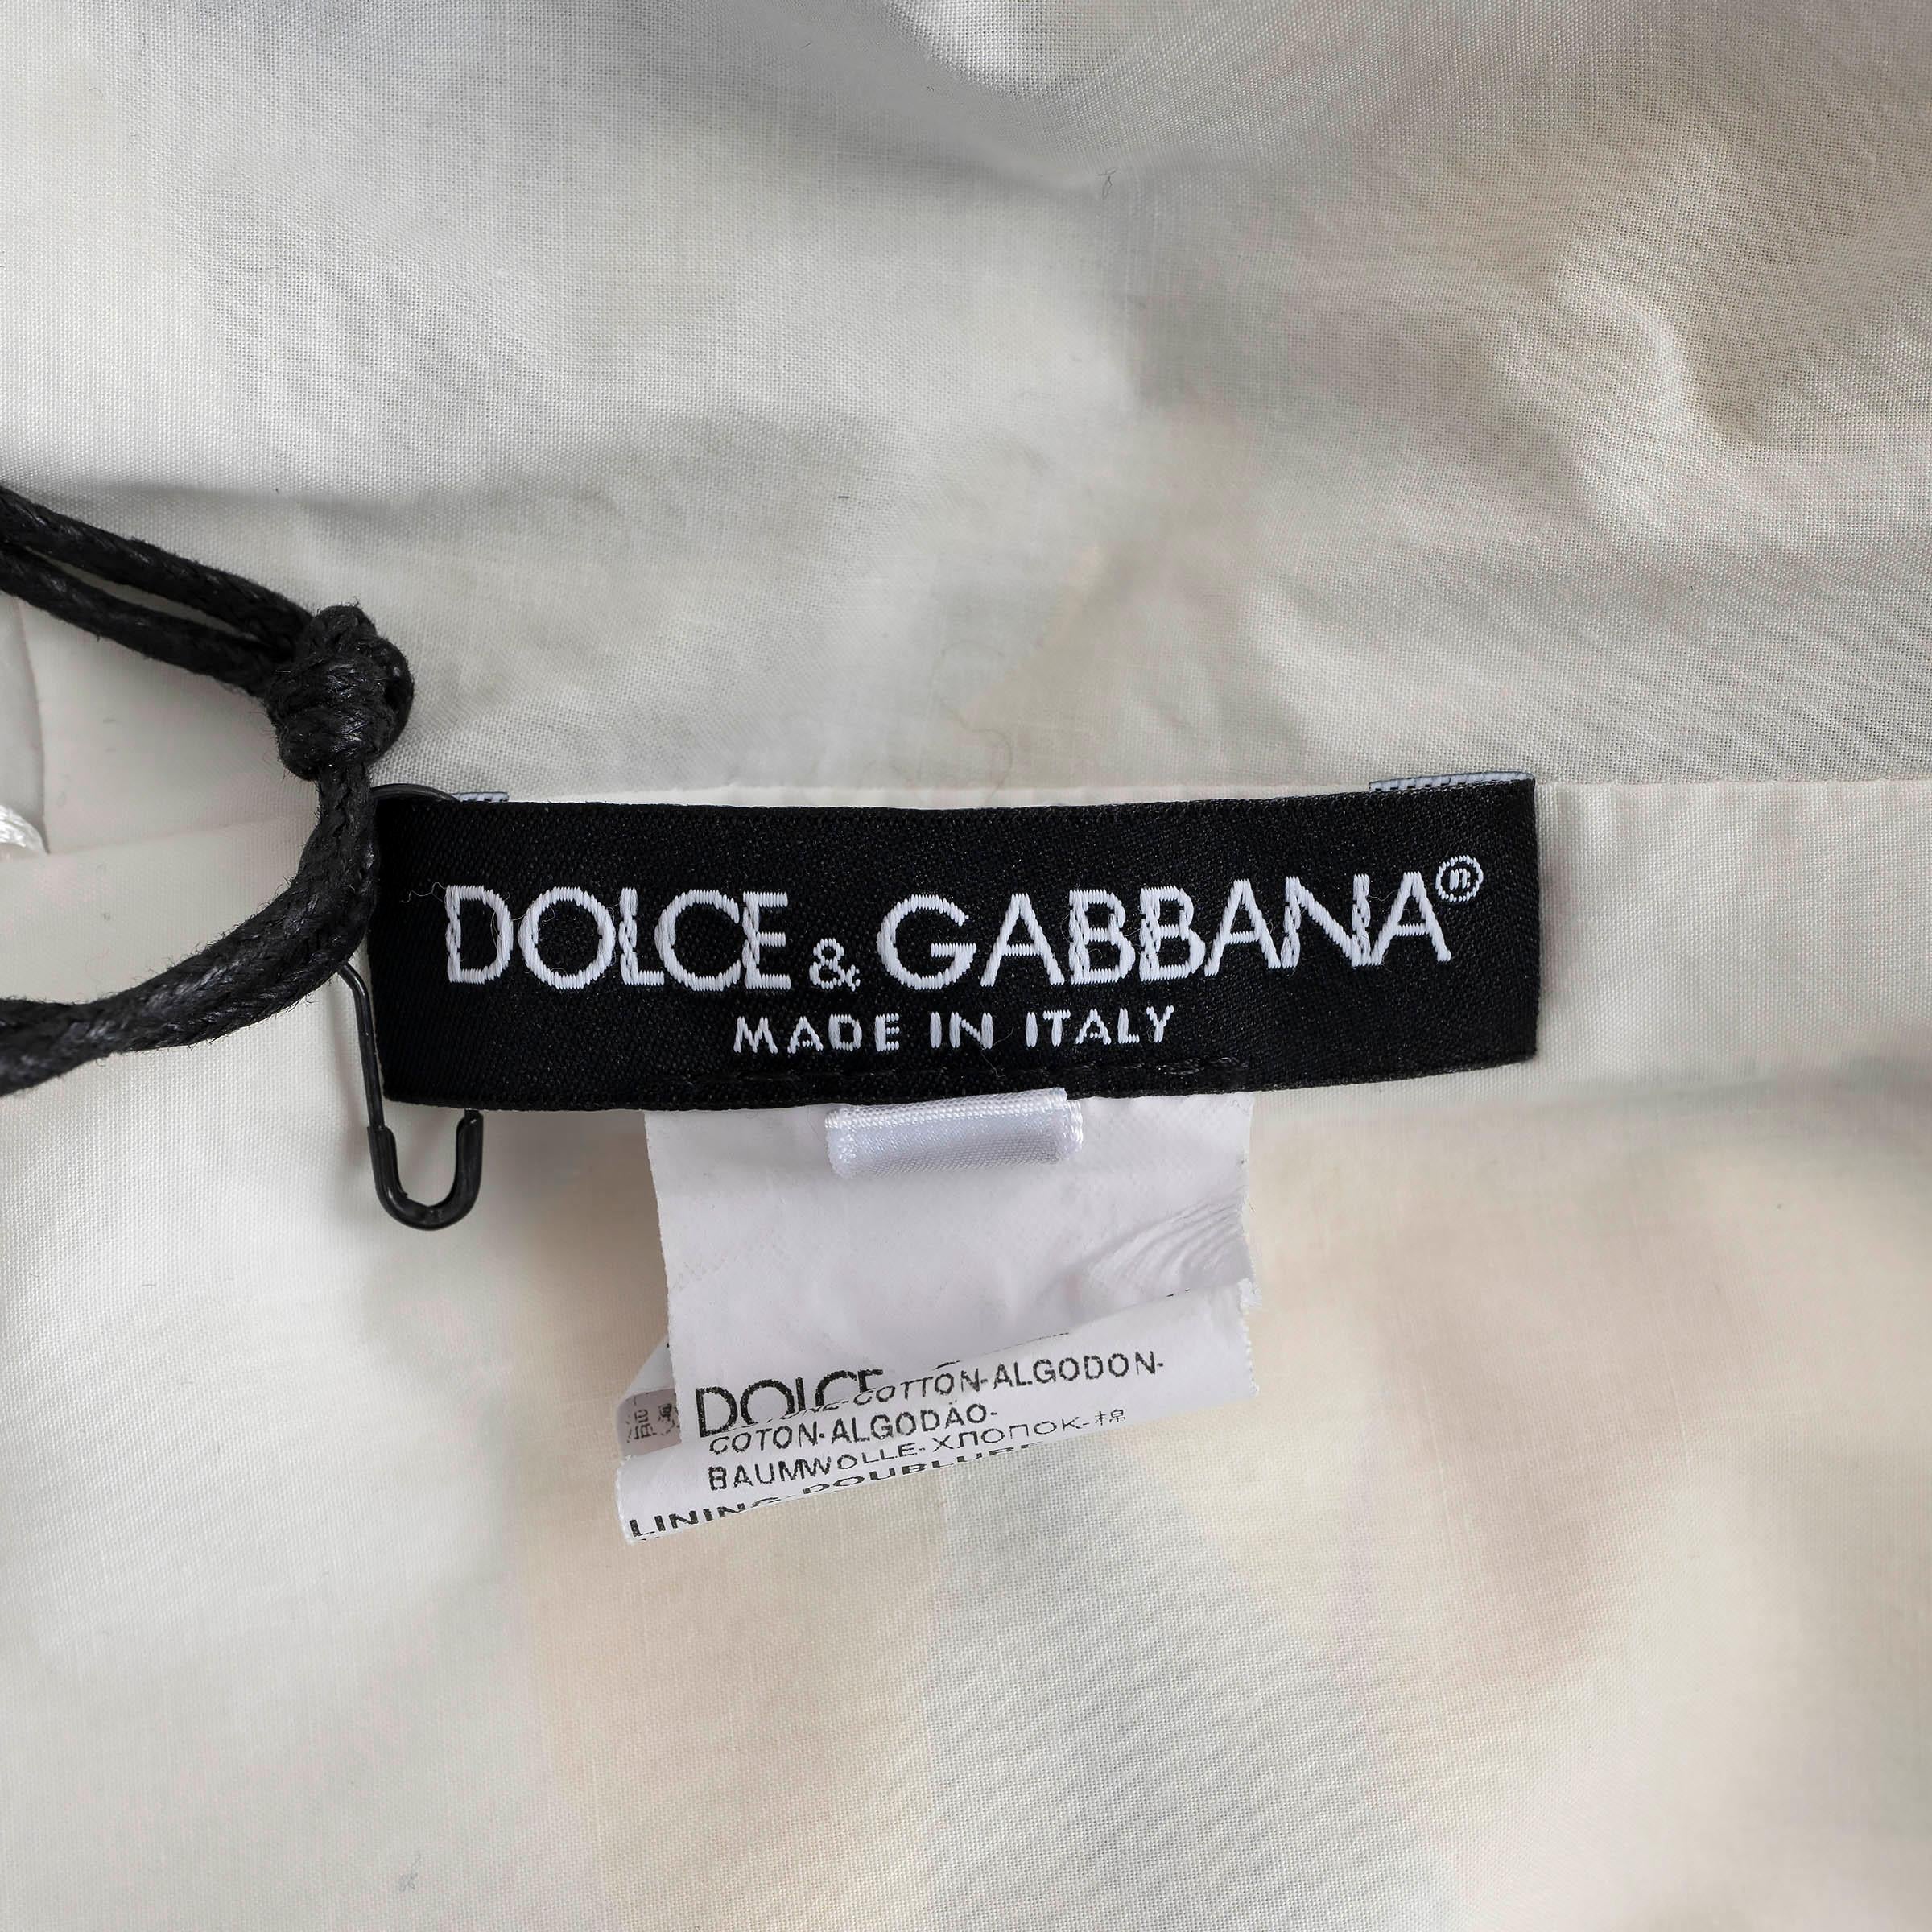 DOLCE & GABBANA®
MADE IN ITALY
DOLCE
COTTON-ALGODON-
COTON-ALGODÃO-
BAUMWOLLE-ХЛОПОК-棉
LINING-DOUBLURE